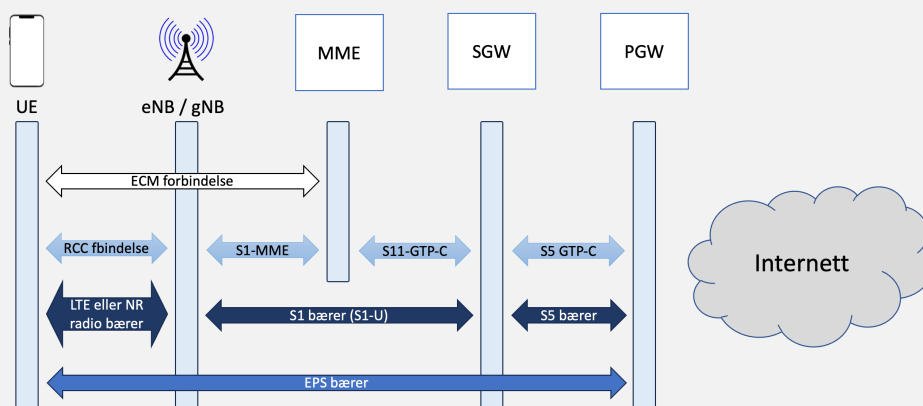 MME
SGW
PGW
UE
eNB / gNB
ECM forbindelse
RCC fbindelse
S1-MME
S11-GTP-C
S5 GTP-C
Internett
LTE eller NR
radio bærer
S1 bærer (S1-U)
S5 bærer
EPS bærer